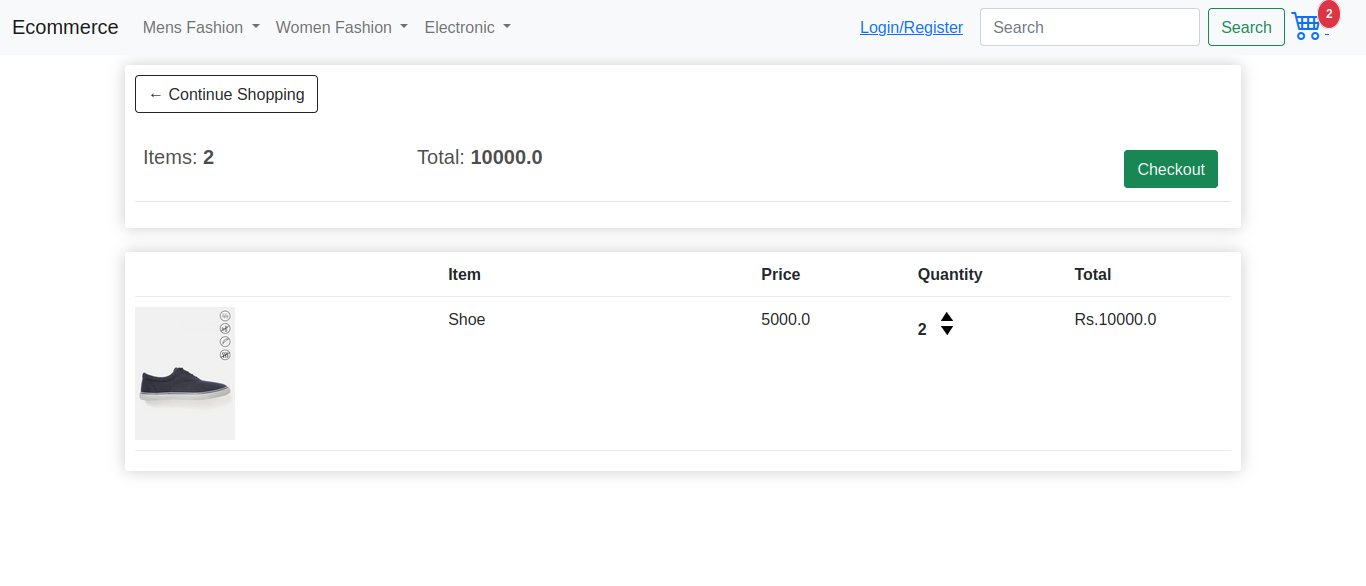 Ecommerce Mens Fashion Women Fashion Electronic Login/Register Search Search 2
← Continue Shopping
Items: 2 Total: 10000.0
Checkout
Item Price Quantity Total
Shoe 5000.0 2 Rs.10000.0